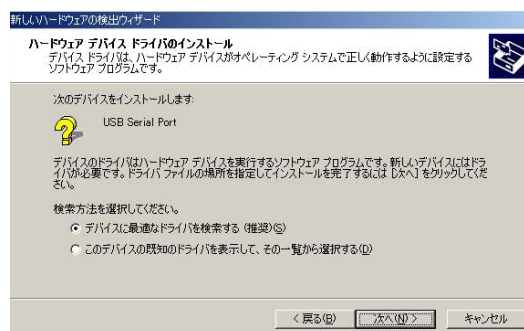 新しいハードウェアの検出ウィザード
ハードウェア デバイス ドライバのインストール
デバイス ドライバは、ハードウェア デバイスがオペレーティング システムで正しく動作するように設定する
ソフトウェア プログラムです。
次のデバイスをインストールします:
USB Serial Port
デバイスのドライバはハードウェア デバイスを実行するソフトウェア プログラムです。新しいデバイスにはドラ
イバが必要です。ドライバ ファイルの場所を指定してインストールを完了するには [次へ] をクリックしてくだ
さい。
検索方法を選択してください。
デバイスに最適なドライバを検索する (推奨)(S)
このデバイスの既知のドライバを表示して、その一覧から選択する(D)
< 戻る(B)
次へ(N) >
キャンセル